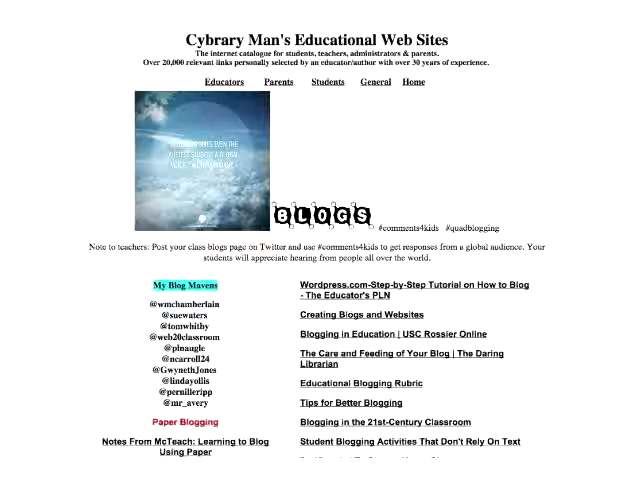 Cybrary Man's Educational Web Sites
The internet catalogue for students, teachers, administrators & parents.
Over 20,000 relevant links personally selected by an educator/author with over 30 years of experience.
Educators Parents Students General Home
EVEN THE
BLOGS #comments4kids #quadblogging
Note to teachers: Post your class blogs page on Twitter and use #comments4kids to get responses from a global audience. Your
students will appreciate hearing from people all over the world.
My Blog Mavens
@wmchamberlain
@suewaters
@tomwhitby
@web20classroom
@plnaugle
@ncarroll24
@GwynethJones
@lindayollis
@pernilleripp
@mr_avery
Paper Blogging
Notes From McTeach: Learning to Blog
Using Paper
Wordpress.com-Step-by-Step Tutorial on How to Blog
- The Educator's PLN
Creating Blogs and Websites
Blogging in Education | USC Rossier Online
The Care and Feeding of Your Blog | The Daring
Librarian
Educational Blogging Rubric
Tips for Better Blogging
Blogging in the 21st-Century Classroom
Student Blogging Activities That Don't Rely On Text